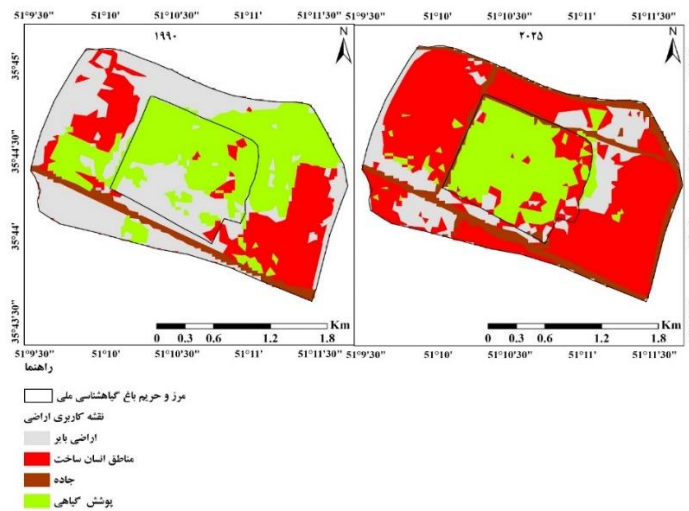 51°9'30" 51°10' 51°10'30" 51°11' 51°11'30" 51°9'30" 51°10' 51°10'30" 51°11' 51°11'30"
۱۹۹۰ N ۲۰۲۵ N
35°45'
35°44'30"
35°44'
35°43'30"
Km Km
0 0.3 0.6 1.2 1.8 0 0.3 0.6 1.2 1.8
51°9'30" 51°10' 51°10'30" 51°11' 51°11'30" 51°9'30" 51°10' 51°10'30" 51°11' 51°11'30"
راهنما
مرز و حریم باغ گیاهشناسی ملی
نقشه کاربری اراضی
اراضی بایر
مناطق انسان ساخت
جاده
پوشش گیاهی